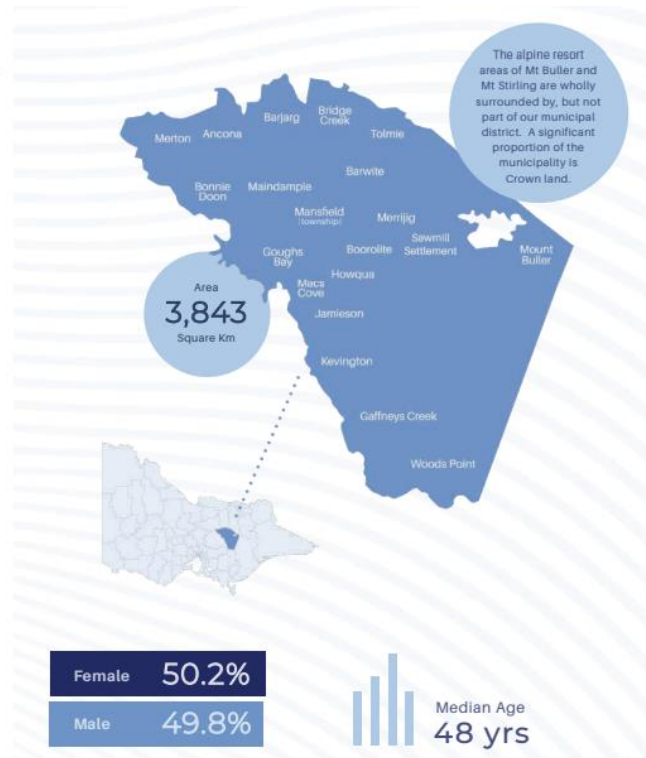 The alpine resort
areas of Mt Buller and
Mt Stirling are wholly
surrounded by, but not
part of our municipal
district. A significant
proportion of the
municipality is
Crown land.
Merton
Ancona
Barjarg
Bridge
Creek
Tolmie
Barwite
Bonnie
Doon
Maindample
Mansfield
(township)
Merrijig
Sawmill
Settlement
Mount
Buller
Goughs
Bay
Boorolite
Howqua
Macs
Cove
Jamieson
Area
3,843
Square Km
Kevington
Gaffneys Creek
Woods Point
Female 50.2%
Male 49.8%
Median Age
48 yrs